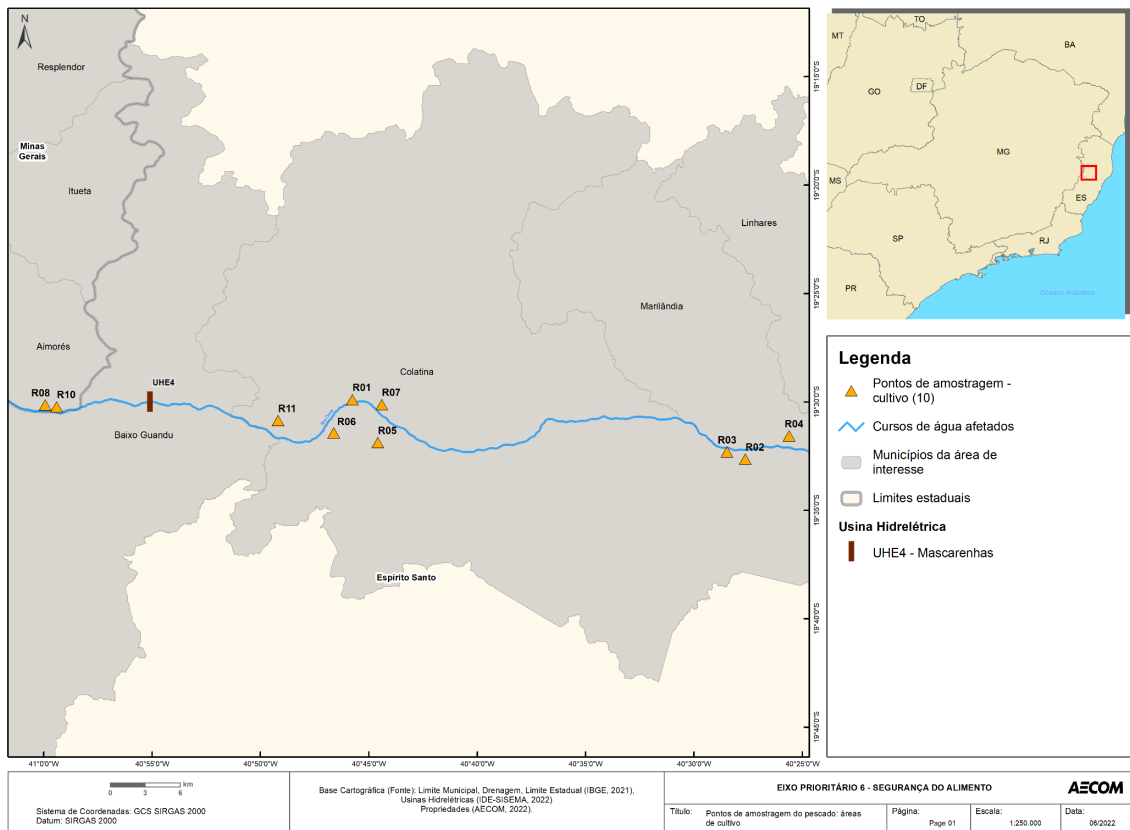 N
Resplendor
Minas
Gerais
Itueta
Aimorés
R08
R10
UHE4
Baixo Guandu
R11
R06
R01
R07
R05
Colatina
Marilândia
Linhares
R03
R02
R04
Espirito Santo
19°15'0"S
19°20'0"S
19°25'0"S
19°30'0"S
19°35'0"S
19°40'0"S
19°45'0"S
41°0'0"W
40°55'0"W
40°50'0"W
40°45'0"W
40°40'0"W
40°35'0"W
40°30'0"W
40°25'0"W
TO
MT
BA
GO
DF
MG
MS
ES
SP
RJ
PR
Oceano Atlântico
Legenda
Pontos de amostragem -
cultivo (10)
Cursos de água afetados
Municípios da área de
interesse
Limites estaduais
Usina Hidrelétrica
UHE4 - Mascarenhas
km
0 3 6
Sistema de Coordenadas: GCS SIRGAS 2000
Datum: SIRGAS 2000
Base Cartográfica (Fonte): Limite Municipal, Drenagem, Limite Estadual (IBGE, 2021),
Usinas Hidrelétricas (IDE-SISEMA, 2022)
Propriedades (AECOM, 2022).
EIXO PRIORITÁRIO 6 - SEGURANÇA DO ALIMENTO
AECOM
Título: Pontos de amostragem do pescado: áreas
de cultivo
Página:
Page 01
Escala:
1:250.000
Data:
06/2022